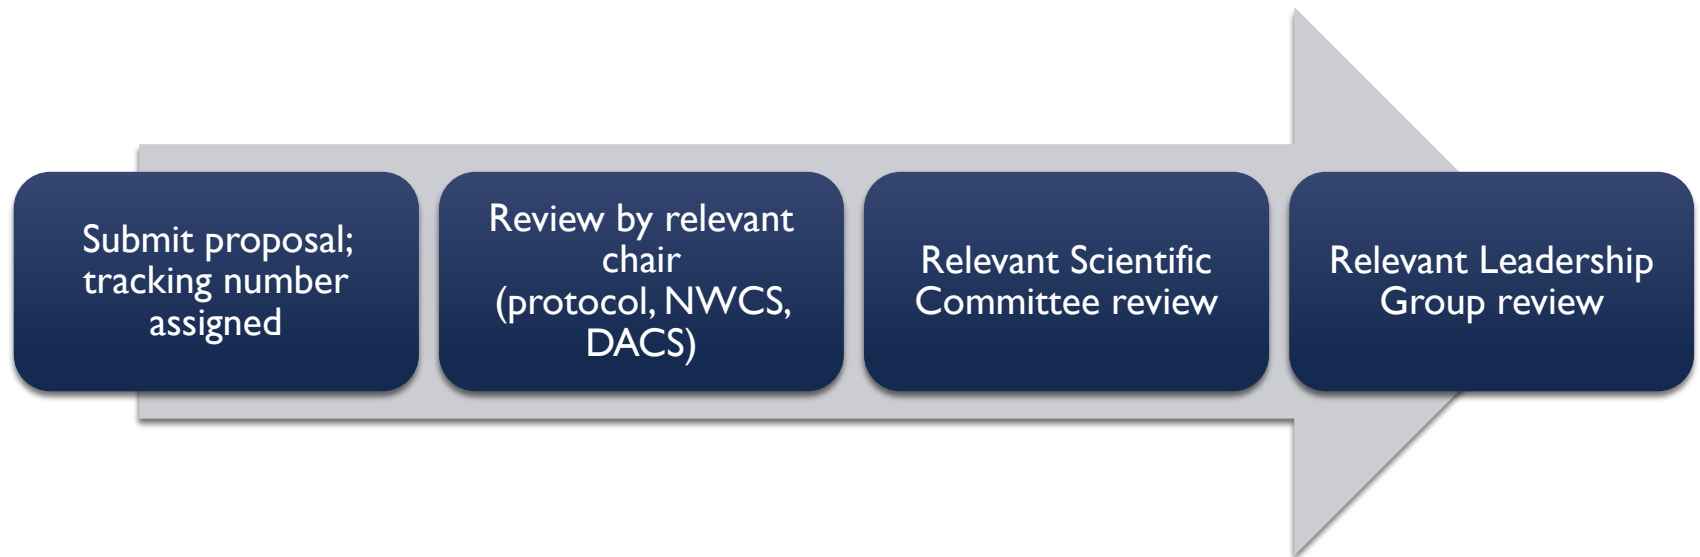 Submit proposal;
tracking number
assigned
Review by relevant
chair
(protocol, NWCS,
DACS)
Relevant Scientific
Committee review
Relevant Leadership
Group review